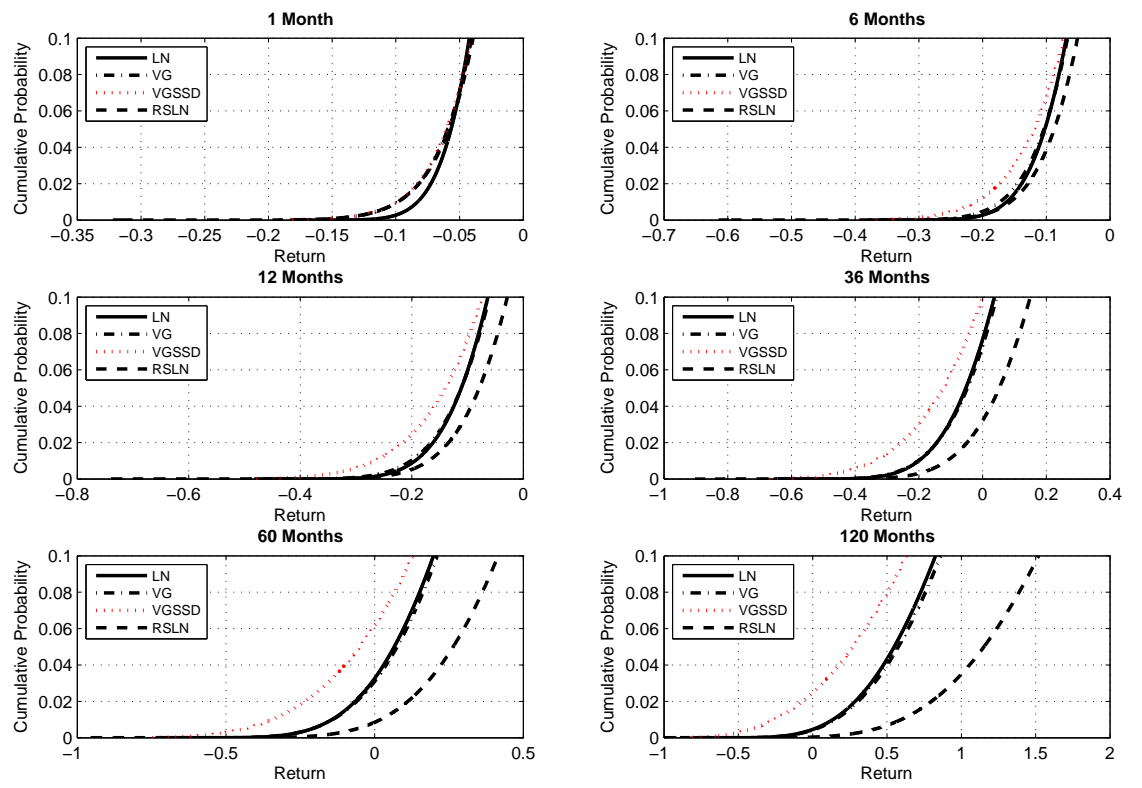 1 Month
0.1
0.08
0.06
0.04
0.02
0
Cumulative Probability
LN
VG
VGSSD
RSLN
−0.35 −0.3 −0.25 −0.2 −0.15 −0.1 −0.05 0
Return
6 Months
0.1
0.08
0.06
0.04
0.02
0
Cumulative Probability
LN
VG
VGSSD
RSLN
−0.7 −0.6 −0.5 −0.4 −0.3 −0.2 −0.1 0
Return
12 Months
0.1
0.08
0.06
0.04
0.02
0
Cumulative Probability
LN
VG
VGSSD
RSLN
−0.8 −0.6 −0.4 −0.2 0
Return
36 Months
0.1
0.08
0.06
0.04
0.02
0
Cumulative Probability
LN
VG
VGSSD
RSLN
−1 −0.8 −0.6 −0.4 −0.2 0 0.2 0.4
Return
60 Months
0.1
0.08
0.06
0.04
0.02
0
Cumulative Probability
LN
VG
VGSSD
RSLN
−1 −0.5 0 0.5
Return
120 Months
0.1
0.08
0.06
0.04
0.02
0
Cumulative Probability
LN
VG
VGSSD
RSLN
−1 −0.5 0 0.5 1 1.5 2
Return